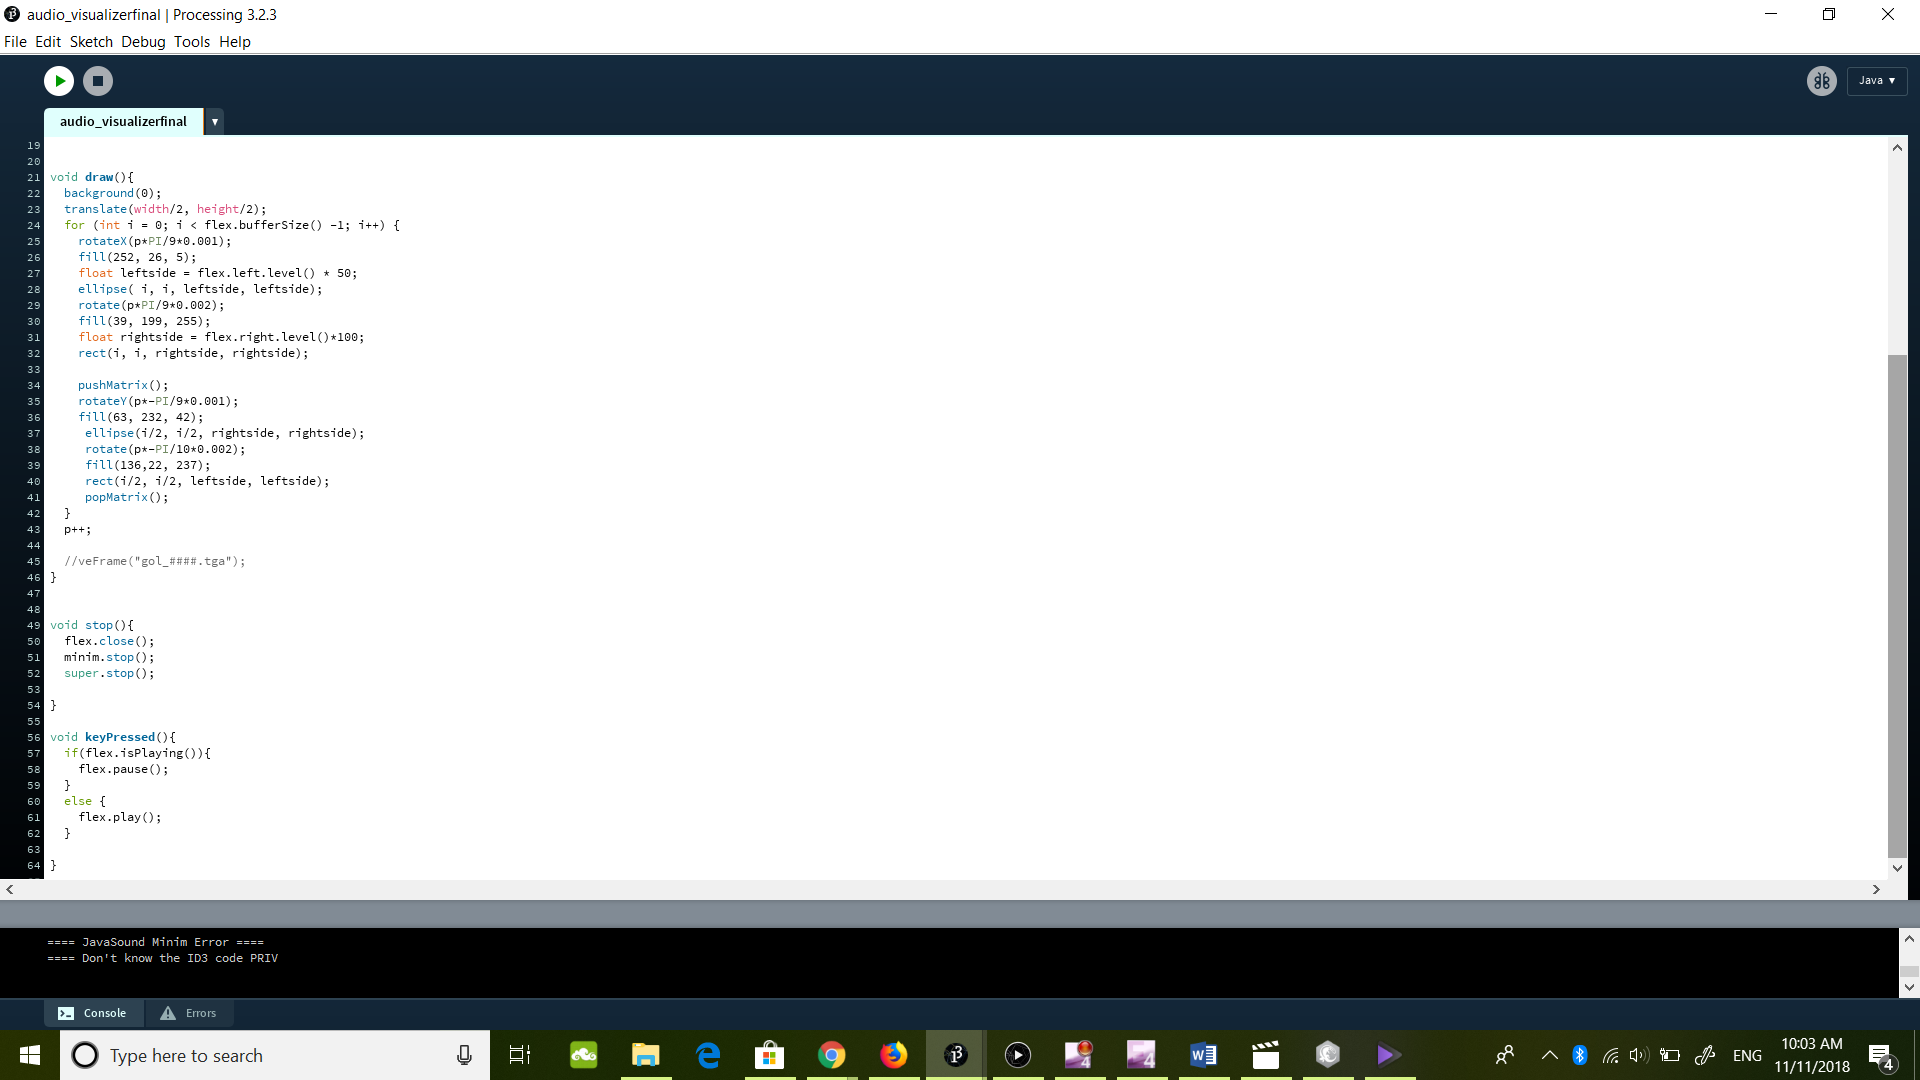 audio_visualizerfinal | Processing 3.2.3
File Edit Sketch Debug Tools Help
Java ▼
audio_visualizerfinal ▼
19
20
21 void draw(){
22 background(0);
23 translate(width/2, height/2);
24 for (int i = 0; i < flex.bufferSize() -1; i++) {
25 rotateX(p*PI/9*0.001);
26 fill(252, 26, 5);
27 float leftside = flex.left.level() * 50;
28 ellipse( i, i, leftside, leftside);
29 rotate(p*PI/9*0.002);
30 fill(39, 199, 255);
31 float rightside = flex.right.level()*100;
32 rect(i, i, rightside, rightside);
33
34 pushMatrix();
35 rotateY(p*-PI/9*0.001);
36 fill(63, 232, 42);
37 ellipse(i/2, i/2, rightside, rightside);
38 rotate(p*-PI/10*0.002);
39 fill(136,22, 237);
40 rect(i/2, i/2, leftside, leftside);
41 popMatrix();
42 }
43 p++;
44
45 //veFrame("gol_####.tga");
46 }
47
48
49 void stop(){
50 flex.close();
51 minim.stop();
52 super.stop();
53
54 }
55
56 void keyPressed(){
57 if(flex.isPlaying()){
58 flex.pause();
59 }
60 else {
61 flex.play();
62 }
63
64 }
==== JavaSound Minim Error ====
==== Don't know the ID3 code PRIV
Console Errors
Type here to search
ENG
10:03 AM
11/11/2018
4